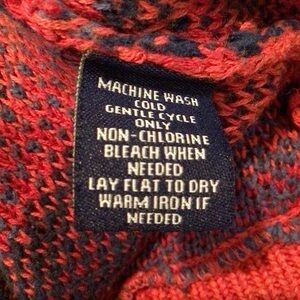 MACHINE WASH
COLD
GENTLE CYCLE
ONLY
NON-CHLORINE
BLEACH WHEN
NEEDED
LAY FLAT TO DRY
WARM IRON IF
NEEDED